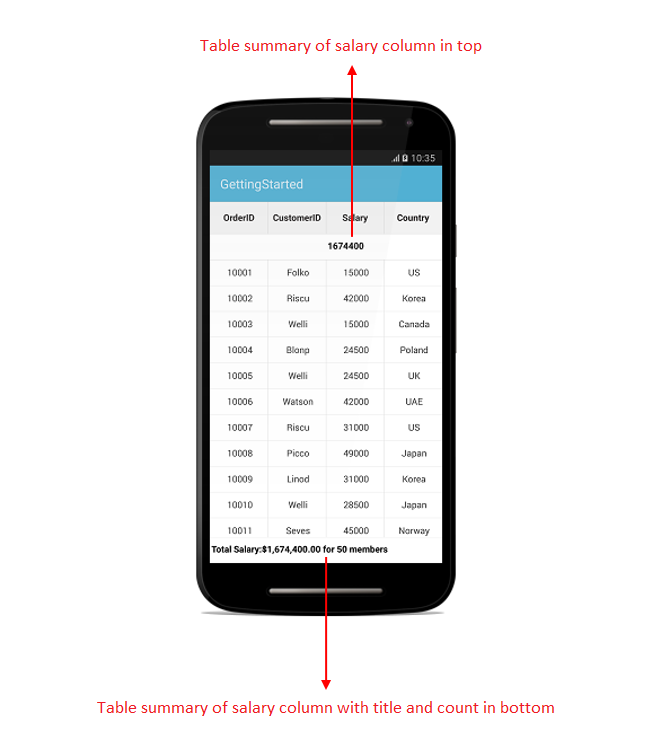 Table summary of salary column in top
10:35
GettingStarted
OrderID CustomerID Salary Country
1674400
10001 Folko 15000 US
10002 Riscu 42000 Korea
10003 Welli 15000 Canada
10004 Blonp 24500 Poland
10005 Welli 24500 UK
10006 Watson 42000 UAE
10007 Riscu 31000 US
10008 Picco 49000 Japan
10009 Linod 31000 Korea
10010 Welli 28500 Japan
10011 Seves 45000 Norway
Total Salary:$1,674,400.00 for 50 members
Table summary of salary column with title and count in bottom